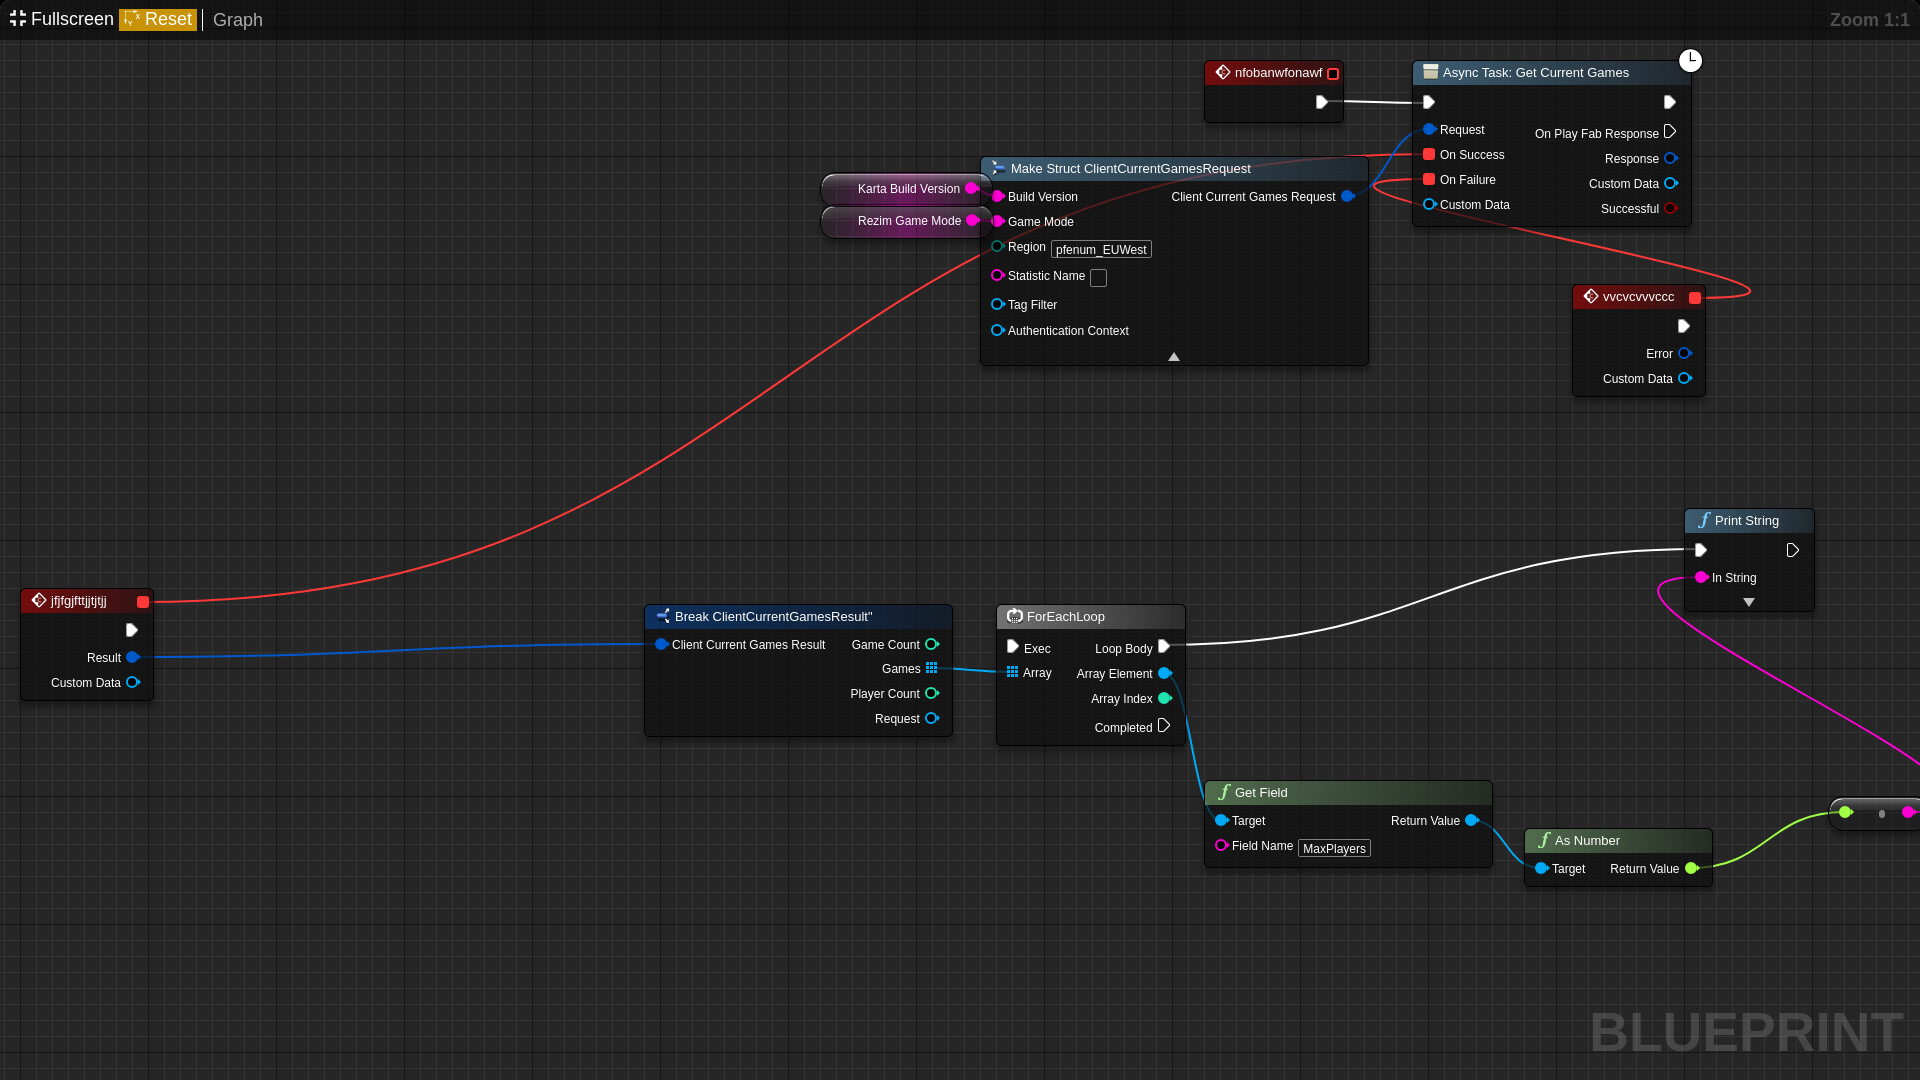 Fullscreen Reset Graph
Zoom 1:1
nfobanwfonawf
Async Task: Get Current Games
Request
On Play Fab Response
On Success
Response
On Failure
Custom Data
Custom Data
Successful
Make Struct ClientCurrentGamesRequest
Karta Build Version
Build Version
Client Current Games Request
Rezim Game Mode
Game Mode
Region pfenum_EUWest
Statistic Name
Tag Filter
Authentication Context
vvcvcvvvccc
Error
Custom Data
Print String
In String
jfjfgjfttjjtjtjj
Result
Custom Data
Break ClientCurrentGamesResult"
Client Current Games Result
Game Count
Games
Player Count
Request
ForEachLoop
Exec
Loop Body
Array
Array Element
Array Index
Completed
Get Field
Target
Return Value
Field Name MaxPlayers
As Number
Target
Return Value
BLUEPRINT